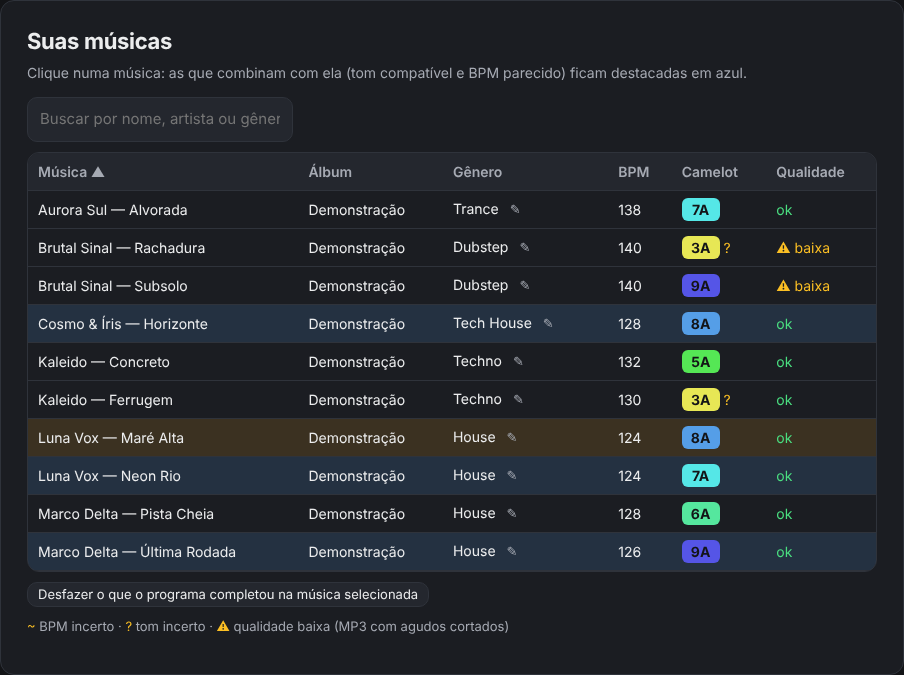 Suas músicas
Clique numa música: as que combinam com ela (tom compatível e BPM parecido) ficam destacadas em azul.
Buscar por nome, artista ou gêner
Música ▲ Álbum Gênero BPM Camelot Qualidade
Aurora Sul — Alvorada Demonstração Trance ✎ 138 7A ok
Brutal Sinal — Rachadura Demonstração Dubstep ✎ 140 3A ? ⚠ baixa
Brutal Sinal — Subsolo Demonstração Dubstep ✎ 140 9A ⚠ baixa
Cosmo & Íris — Horizonte Demonstração Tech House ✎ 128 8A ok
Kaleido — Concreto Demonstração Techno ✎ 132 5A ok
Kaleido — Ferrugem Demonstração Techno ✎ 130 3A ? ok
Luna Vox — Maré Alta Demonstração House ✎ 124 8A ok
Luna Vox — Neon Rio Demonstração House ✎ 124 7A ok
Marco Delta — Pista Cheia Demonstração House ✎ 128 6A ok
Marco Delta — Última Rodada Demonstração House ✎ 126 9A ok
Desfazer o que o programa completou na música selecionada
~ BPM incerto · ? tom incerto · ⚠ qualidade baixa (MP3 com agudos cortados)